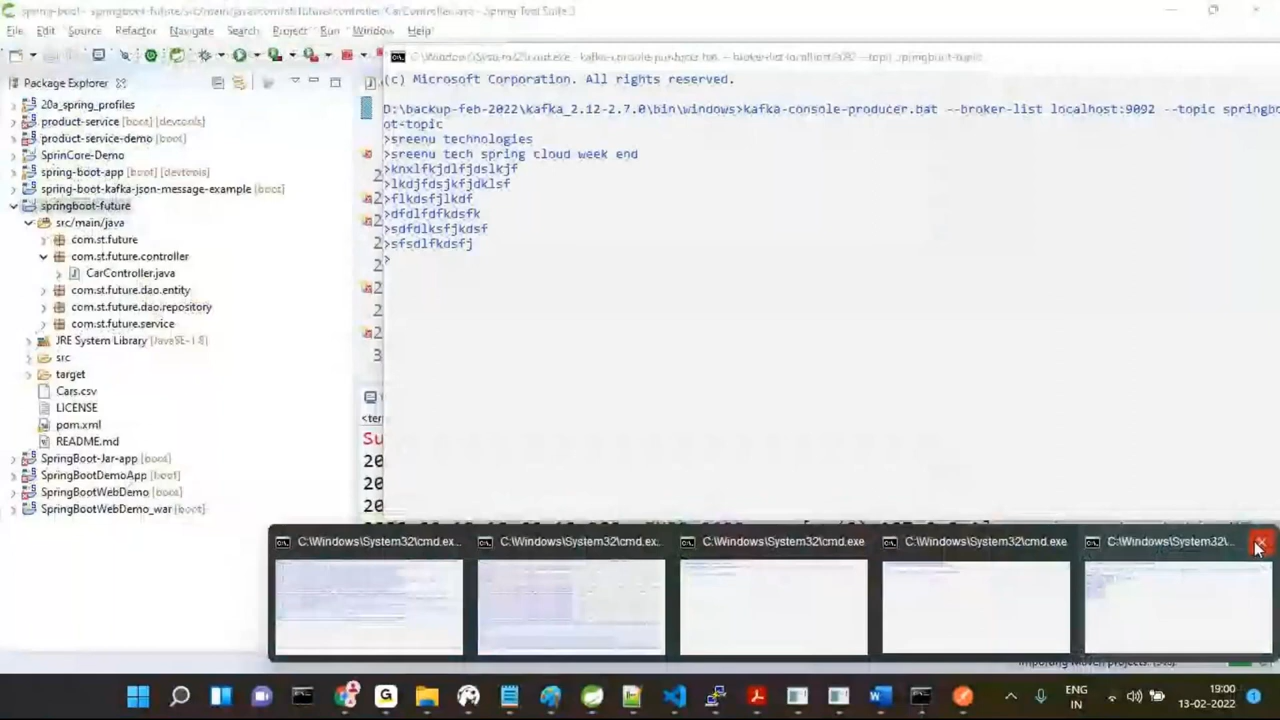 File Edit Source Refactor Navigate Search Project Run Window Help
Package Explorer
20a_spring_profiles
product-service [boot] [devtools]
product-service-demo [boot]
SprinCore-Demo
spring-boot-app [boot] [devtools]
spring-boot-kafka-json-message-example [boot]
springboot-future
src/main/java
com.st.future
com.st.future.controller
CarController.java
com.st.future.dao.entity
com.st.future.dao.repository
com.st.future.service
JRE System Library [JavaSE-1.8]
src
target
Cars.csv
LICENSE
pom.xml
README.md
SpringBoot-Jar-app [boot]
SpringBootDemoApp [boot]
SpringBootWebDemo [boot]
SpringBootWebDemo_war [boot]
(c) Microsoft Corporation. All rights reserved.
D:\backup-feb-2022\kafka_2.12-2.7.0\bin\windows>kafka-console-producer.bat --broker-list localhost:9092 --topic springbo
ot-topic
>sreenu technologies
>sreenu tech spring cloud week end
>knxlfkjdlfjdslkjf
>lkdjfdsjkfjdklsf
>flkdsfjlkdf
>dfdlfdfkdsfk
>sdfdlksfjkdsf
>sfsdlfkdsfj
>
C:\Windows\System32\cmd.ex... C:\Windows\System32\cmd.ex... C:\Windows\System32\cmd.exe C:\Windows\System32\cmd.exe C:\Windows\System32\...
ENG
IN
19:00
13-02-2022